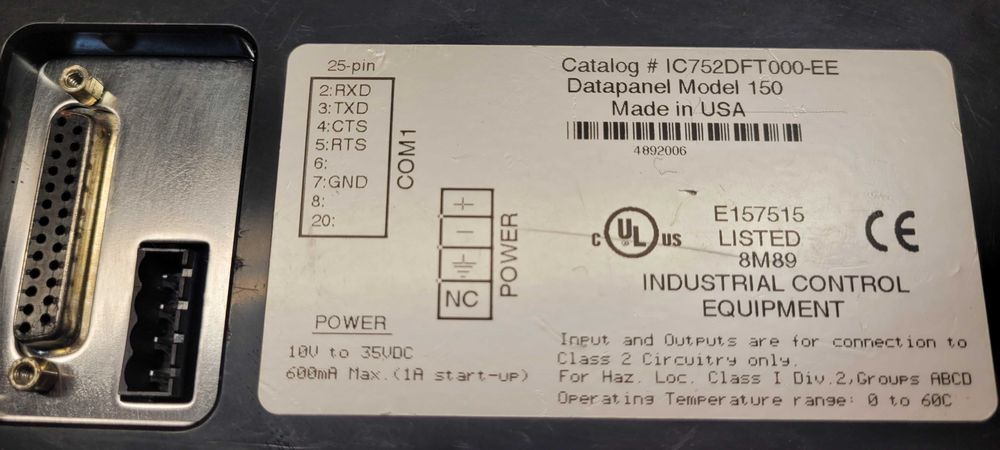 25-pin
2:RXD
3:TXD
4:CTS
5:RTS
6:
7:GND
8:
20:
COM1
+
-
NC
POWER
POWER
10V to 35VDC
600mA Max.(1A start-up)
Catalog # IC752DFT000-EE
Datapanel Model 150
Made in USA
4892006
C UL US
E157515
LISTED
8M89
CE
INDUSTRIAL CONTROL
EQUIPMENT
Input and Outputs are for connection to
Class 2 Circuitry only.
For Haz. Loc. Class I Div.2,Groups ABCD
Operating Temperature range: 0 to 60C